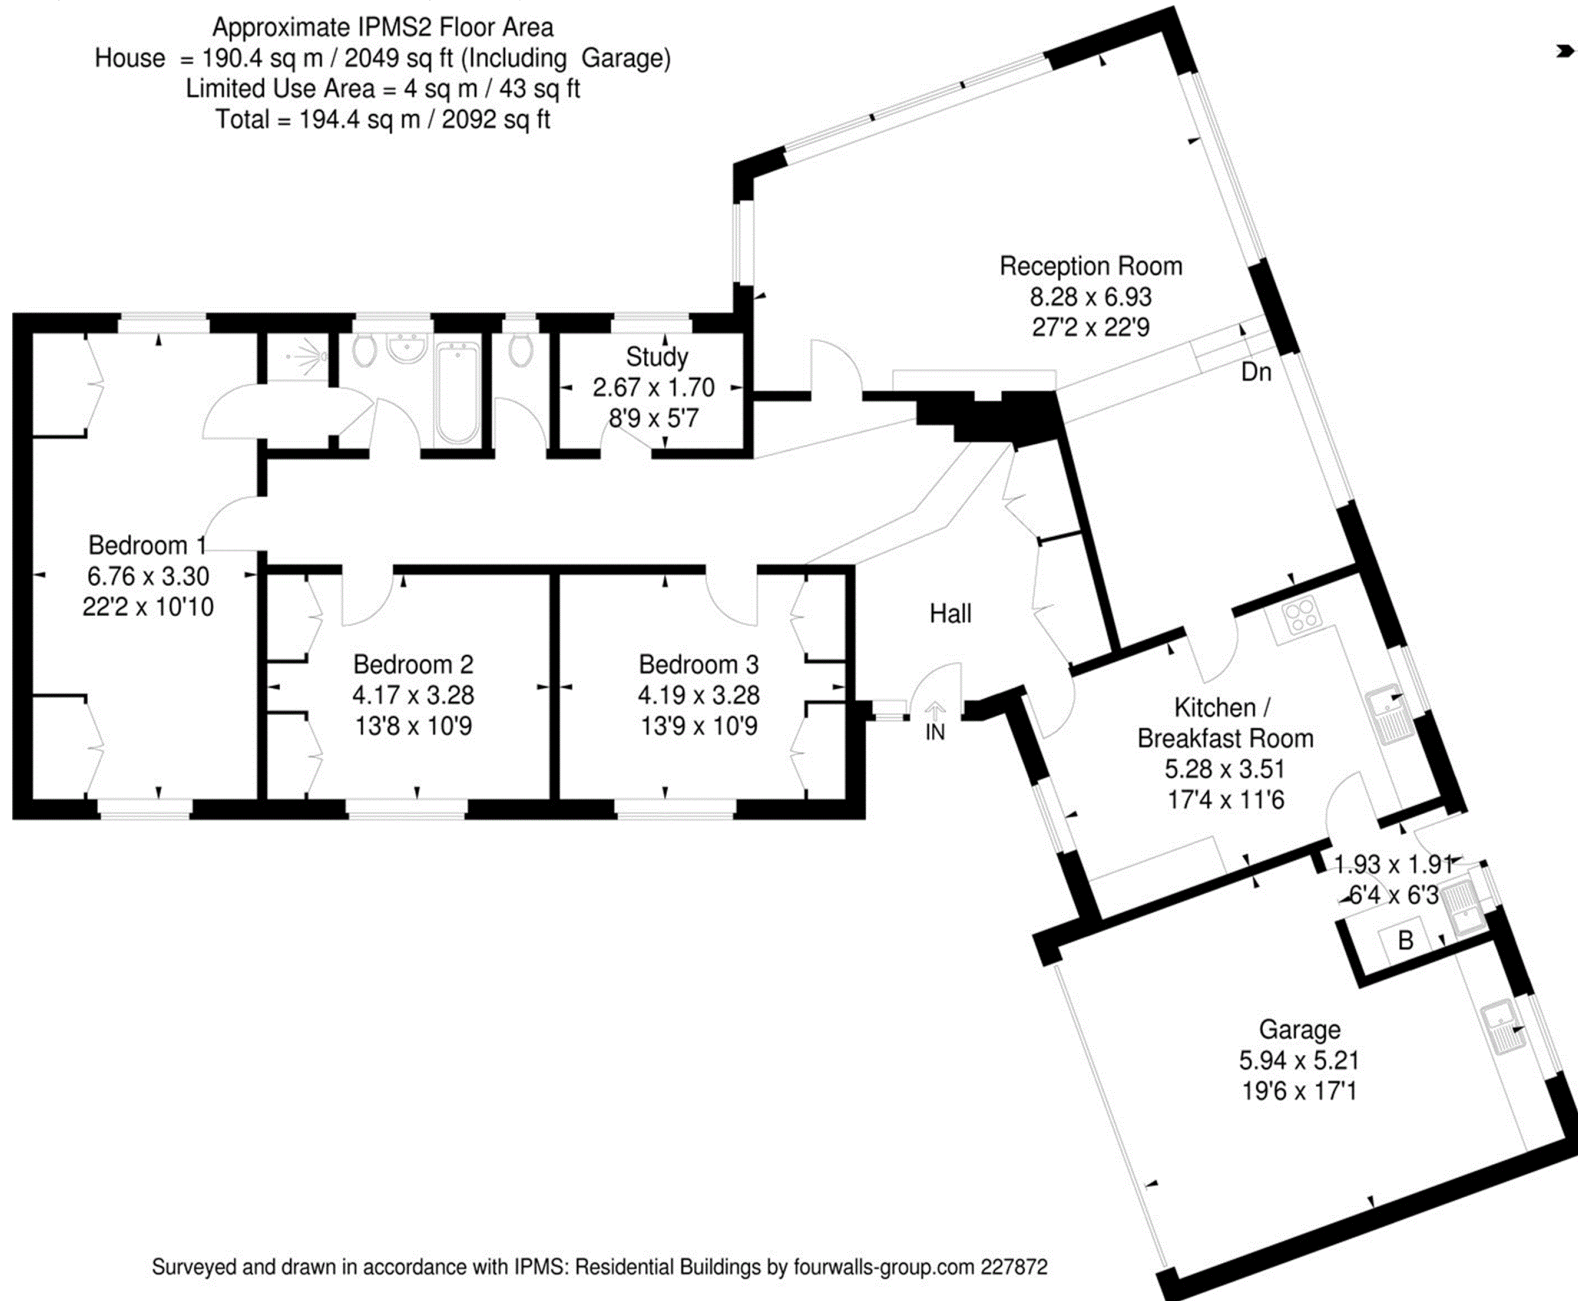 Approximate IPMS2 Floor Area
House = 190.4 sq m / 2049 sq ft (Including Garage)
Limited Use Area = 4 sq m / 43 sq ft
Total = 194.4 sq m / 2092 sq ft
Reception Room
8.28 x 6.93
27'2 x 22'9
Dn
Study
2.67 x 1.70
8'9 x 5'7
Bedroom 1
6.76 x 3.30
22'2 x 10'10
Bedroom 2
4.17 x 3.28
13'8 x 10'9
Bedroom 3
4.19 x 3.28
13'9 x 10'9
Hall
IN
Kitchen /
Breakfast Room
5.28 x 3.51
17'4 x 11'6
1.93 x 1.91
6'4 x 6'3
B
Garage
5.94 x 5.21
19'6 x 17'1
Surveyed and drawn in accordance with IPMS: Residential Buildings by fourwalls-group.com 227872